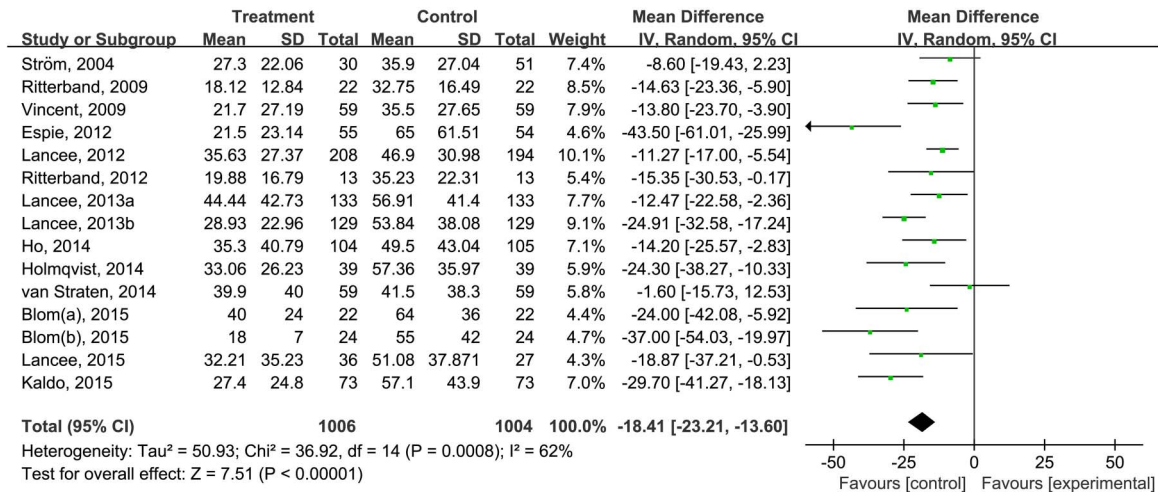 Treatment Control Mean Difference Mean Difference
Study or Subgroup Mean SD Total Mean SD Total Weight IV, Random, 95% CI IV, Random, 95% CI
Ström, 2004 27.3 22.06 30 35.9 27.04 51 7.4% -8.60 [-19.43, 2.23]
Ritterband, 2009 18.12 12.84 22 32.75 16.49 22 8.5% -14.63 [-23.36, -5.90]
Vincent, 2009 21.7 27.19 59 35.5 27.65 59 7.9% -13.80 [-23.70, -3.90]
Espie, 2012 21.5 23.14 55 65 61.51 54 4.6% -43.50 [-61.01, -25.99]
Lancee, 2012 35.63 27.37 208 46.9 30.98 194 10.1% -11.27 [-17.00, -5.54]
Ritterband, 2012 19.88 16.79 13 35.23 22.31 13 5.4% -15.35 [-30.53, -0.17]
Lancee, 2013a 44.44 42.73 133 56.91 41.4 133 7.7% -12.47 [-22.58, -2.36]
Lancee, 2013b 28.93 22.96 129 53.84 38.08 129 9.1% -24.91 [-32.58, -17.24]
Ho, 2014 35.3 40.79 104 49.5 43.04 105 7.1% -14.20 [-25.57, -2.83]
Holmqvist, 2014 33.06 26.23 39 57.36 35.97 39 5.9% -24.30 [-38.27, -10.33]
van Straten, 2014 39.9 40 59 41.5 38.3 59 5.8% -1.60 [-15.73, 12.53]
Blom(a), 2015 40 24 22 64 36 22 4.4% -24.00 [-42.08, -5.92]
Blom(b), 2015 18 7 24 55 42 24 4.7% -37.00 [-54.03, -19.97]
Lancee, 2015 32.21 35.23 36 51.08 37.871 27 4.3% -18.87 [-37.21, -0.53]
Kaldo, 2015 27.4 24.8 73 57.1 43.9 73 7.0% -29.70 [-41.27, -18.13]
Total (95% CI) 1006 1004 100.0% -18.41 [-23.21, -13.60]
Heterogeneity: Tau² = 50.93; Chi² = 36.92, df = 14 (P = 0.0008); I² = 62%
Test for overall effect: Z = 7.51 (P < 0.00001)
-50 -25 0 25 50
Favours [control] Favours [experimental]